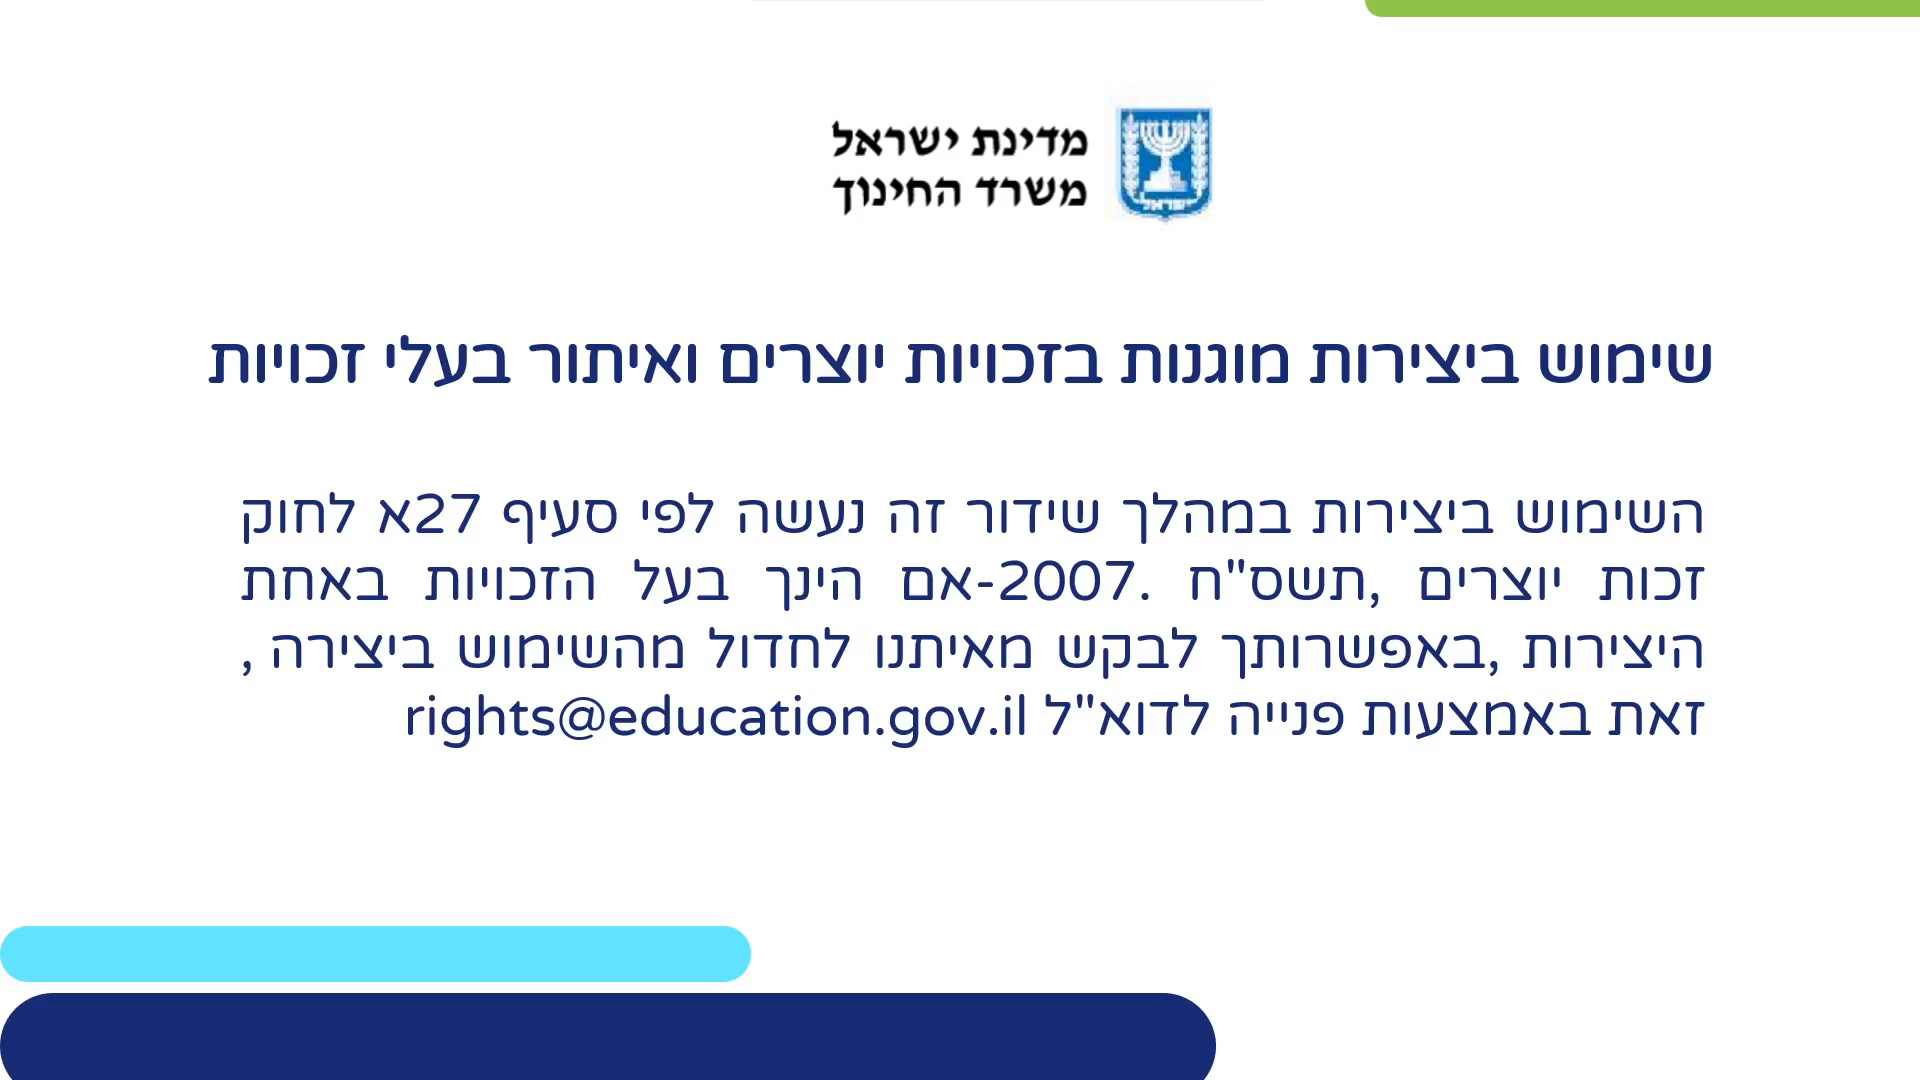 מדינת ישראל
משרד החינוך
שימוש ביצירות מוגנות בזכויות יוצרים ואיתור בעלי זכויות
השימוש ביצירות במהלך שידור זה נעשה לפי סעיף 27א לחוק
זכות יוצרים ,תשס"ח .2007-אם הינך בעל הזכויות באחת
היצירות ,באפשרותך לבקש מאיתנו לחדול מהשימוש ביצירה ,
זאת באמצעות פנייה לדוא"ל rights@education.gov.il